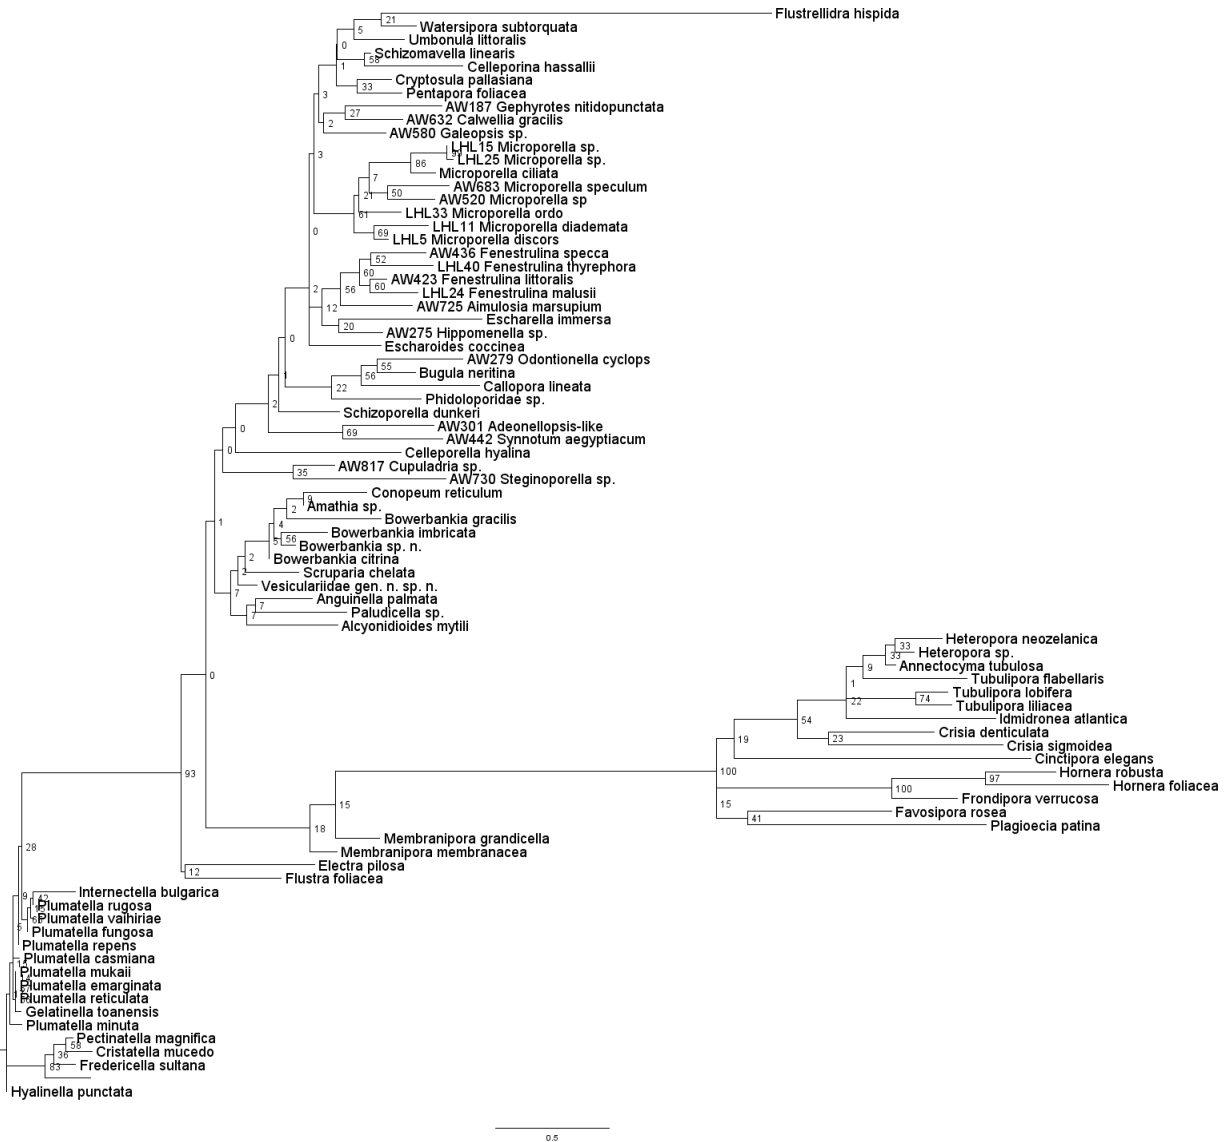 Flustrellidra hispida
21
Watersipora subtorquata
5
Umbonula littoralis
0
Schizomavella linearis
58
Celleporina hassallii
1
Cryptosula pallasiana
33
Pentapora foliacea
3
AW187 Gephyrotes nitidopunctata
27
AW632 Calwellia gracilis
2
AW580 Galeopsis sp.
LHL15 Microporella sp.
3
LHL25 Microporella sp.
86
Microporella ciliata
7
AW683 Microporella speculum
50
21
AW520 Microporella sp
LHL33 Microporella ordo
61
LHL11 Microporella diademata
69
0
LHL5 Microporella discors
AW436 Fenestrulina specca
52
LHL40 Fenestrulina thyrephora
60
AW423 Fenestrulina littoralis
60
2
56
LHL24 Fenestrulina malusii
AW725 Aimulosia marsupium
12
Escharella immersa
20
AW275 Hippomenella sp.
0
Escharoides coccinea
AW279 Odontionella cyclops
55
Bugula neritina
1
56
Callopora lineata
22
Phidoloporidae sp.
2
Schizoporella dunkeri
AW301 Adeonellopsis-like
0
69
AW442 Synnotum aegyptiacum
0
Celleporella hyalina
AW817 Cupuladria sp.
35
AW730 Steginoporella sp.
Conopeum reticulum
9
Amathia sp.
2
Bowerbankia gracilis
1
4
Bowerbankia imbricata
5
56
Bowerbankia sp. n.
2
Bowerbankia citrina
2
Scruparia chelata
Vesiculariidae gen. n. sp. n.
7
Anguinella palmata
7
Paludicella sp.
7
Alcyonidioides mytili
Heteropora neozelanica
33
Heteropora sp.
33
9
Annectocyma tubulosa
0
Tubulipora flabellaris
1
Tubulipora lobifera
22
74
Tubulipora liliacea
54
Idmidronea atlantica
Crisia denticulata
19
23
Crisia sigmoidea
Cinctipora elegans
93
100
Hornera robusta
97
Hornera foliacea
100
Frondipora verrucosa
15
15
Favosipora rosea
41
Plagioecia patina
18
Membranipora grandicella
28
Membranipora membranacea
Electra pilosa
12
Flustra foliacea
9
Internectella bulgarica
42
Plumatella rugosa
Plumatella vaihiriae
5
Plumatella fungosa
Plumatella repens
Plumatella casmiana
Plumatella mukaii
Plumatella emarginata
Plumatella reticulata
Gelatinella toanensis
Plumatella minuta
Pectinatella magnifica
58
36
Cristatella mucedo
83
Fredericella sultana
Hyalinella punctata
0.5